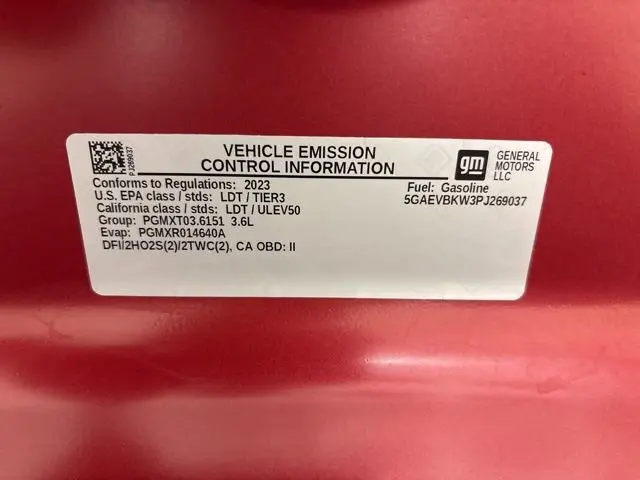 PJ269037
VEHICLE EMISSION
CONTROL INFORMATION
gm
GENERAL
MOTORS
LLC
Conforms to Regulations: 2023
Fuel: Gasoline
U.S. EPA class / stds: LDT / TIER3
5GAEVBKW3PJ269037
California class / stds: LDT / ULEV50
Group: PGMXT03.6151 3.6L
Evap: PGMXR014640A
DFI/2HO2S(2)/2TWC(2), CA OBD: II